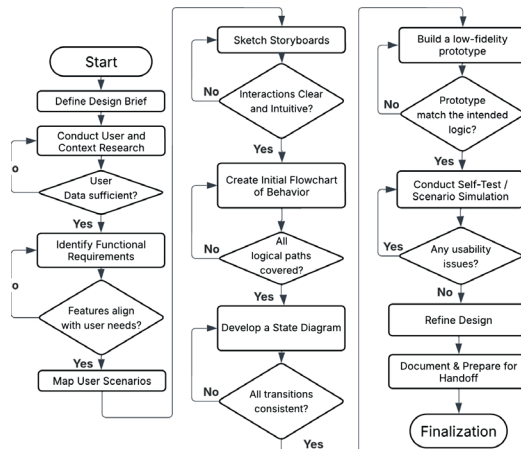 Start
Define Design Brief
Conduct User and
Context Research
o
User
Data sufficient?
Yes
Identify Functional
Requirements
o
Features align
with user needs?
Yes
Map User Scenarios
Sketch Storyboards
No
Interactions Clear
and Intuitive?
Yes
Create Initial Flowchart
of Behavior
No
All
logical paths
covered?
Yes
Develop a State Diagram
No
All transitions
consistent?
Yes
Build a low-fidelity
prototype
No
Prototype
match the intended
logic?
Yes
Conduct Self-Test /
Scenario Simulation
Yes
Any usability
issues?
No
Refine Design
Document & Prepare for
Handoff
Finalization